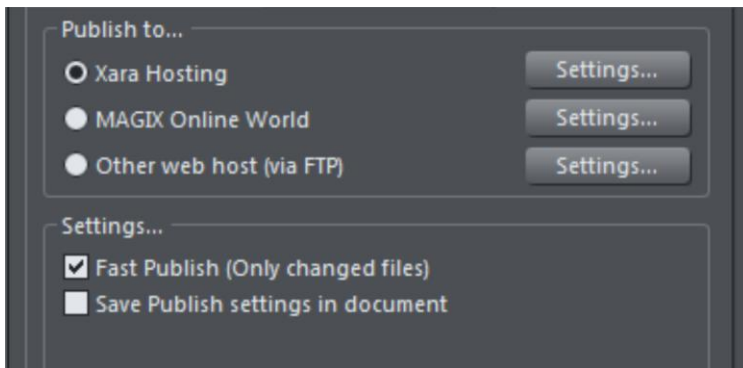 Publish to...
Xara Hosting Settings...
MAGIX Online World Settings...
Other web host (via FTP) Settings...
Settings...
Fast Publish (Only changed files)
Save Publish settings in document